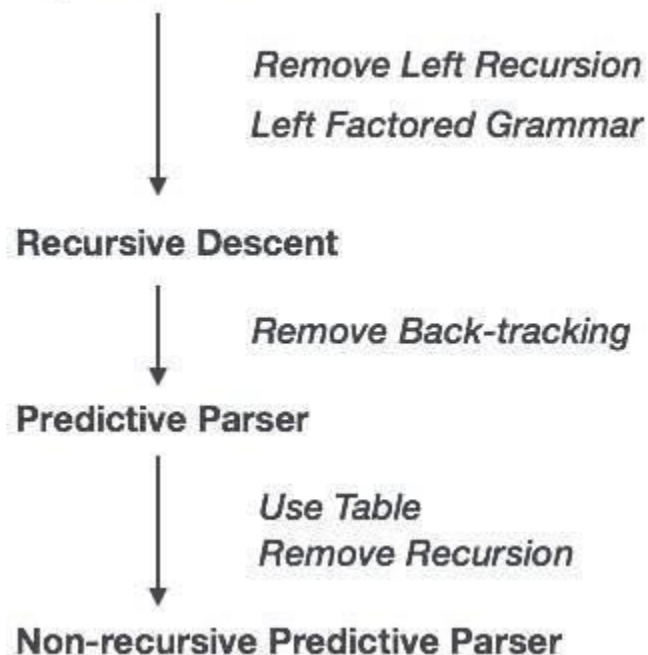 Remove Left Recursion
Left Factored Grammar
Recursive Descent
Remove Back-tracking
Predictive Parser
Use Table
Remove Recursion
Non-recursive Predictive Parser